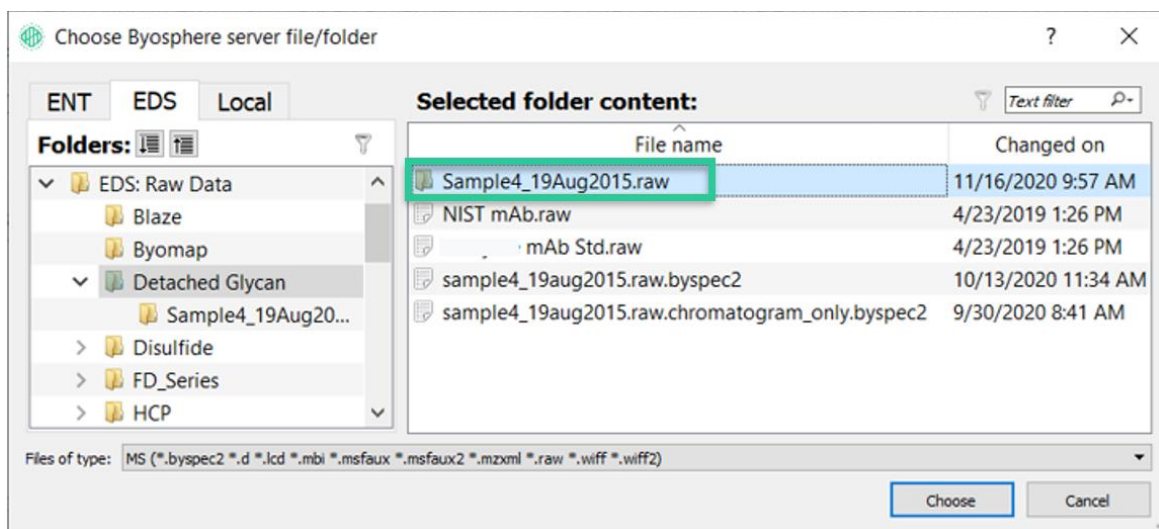 Choose Byosphere server file/folder
? ×
ENT EDS Local
Folders:
EDS: Raw Data
Blaze
Byomap
Detached Glycan
Sample4_19Aug20...
Disulfide
FD_Series
HCP
Selected folder content:
Text filter
File name Changed on
Sample4_19Aug2015.raw 11/16/2020 9:57 AM
NIST mAb.raw 4/23/2019 1:26 PM
mAb Std.raw 4/23/2019 1:26 PM
sample4_19aug2015.raw.byspec2 10/13/2020 11:34 AM
sample4_19aug2015.raw.chromatogram_only.byspec2 9/30/2020 8:41 AM
Files of type: MS (*.byspec2 *.d *.lcd *.mbi *.msfaux *.msfaux2 *.mzxml *.raw *.wiff *.wiff2)
Choose Cancel